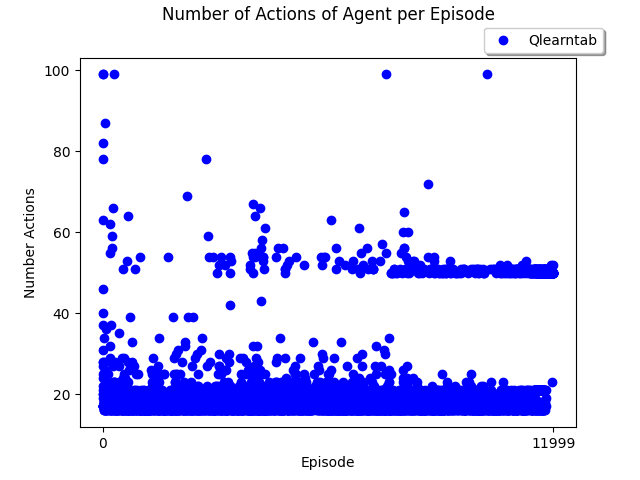 Number of Actions of Agent per Episode
Qlearntab
100
80
60
40
20
Number Actions
0
11999
Episode